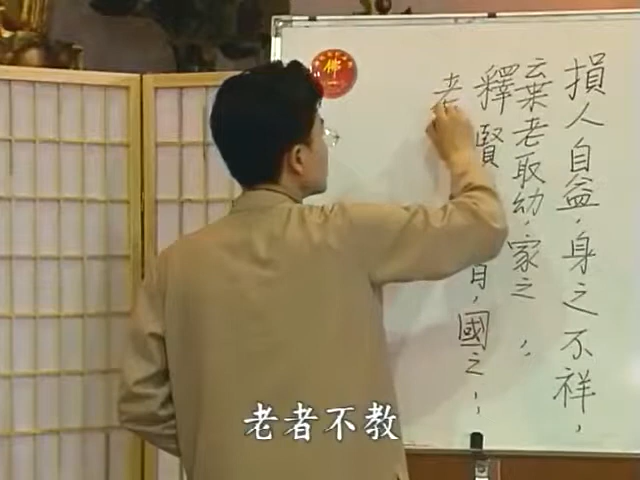 佛
損人自益,身之不祥,
棄老取幼,家之〃
釋賢 肖,國之〃
老
老者不教